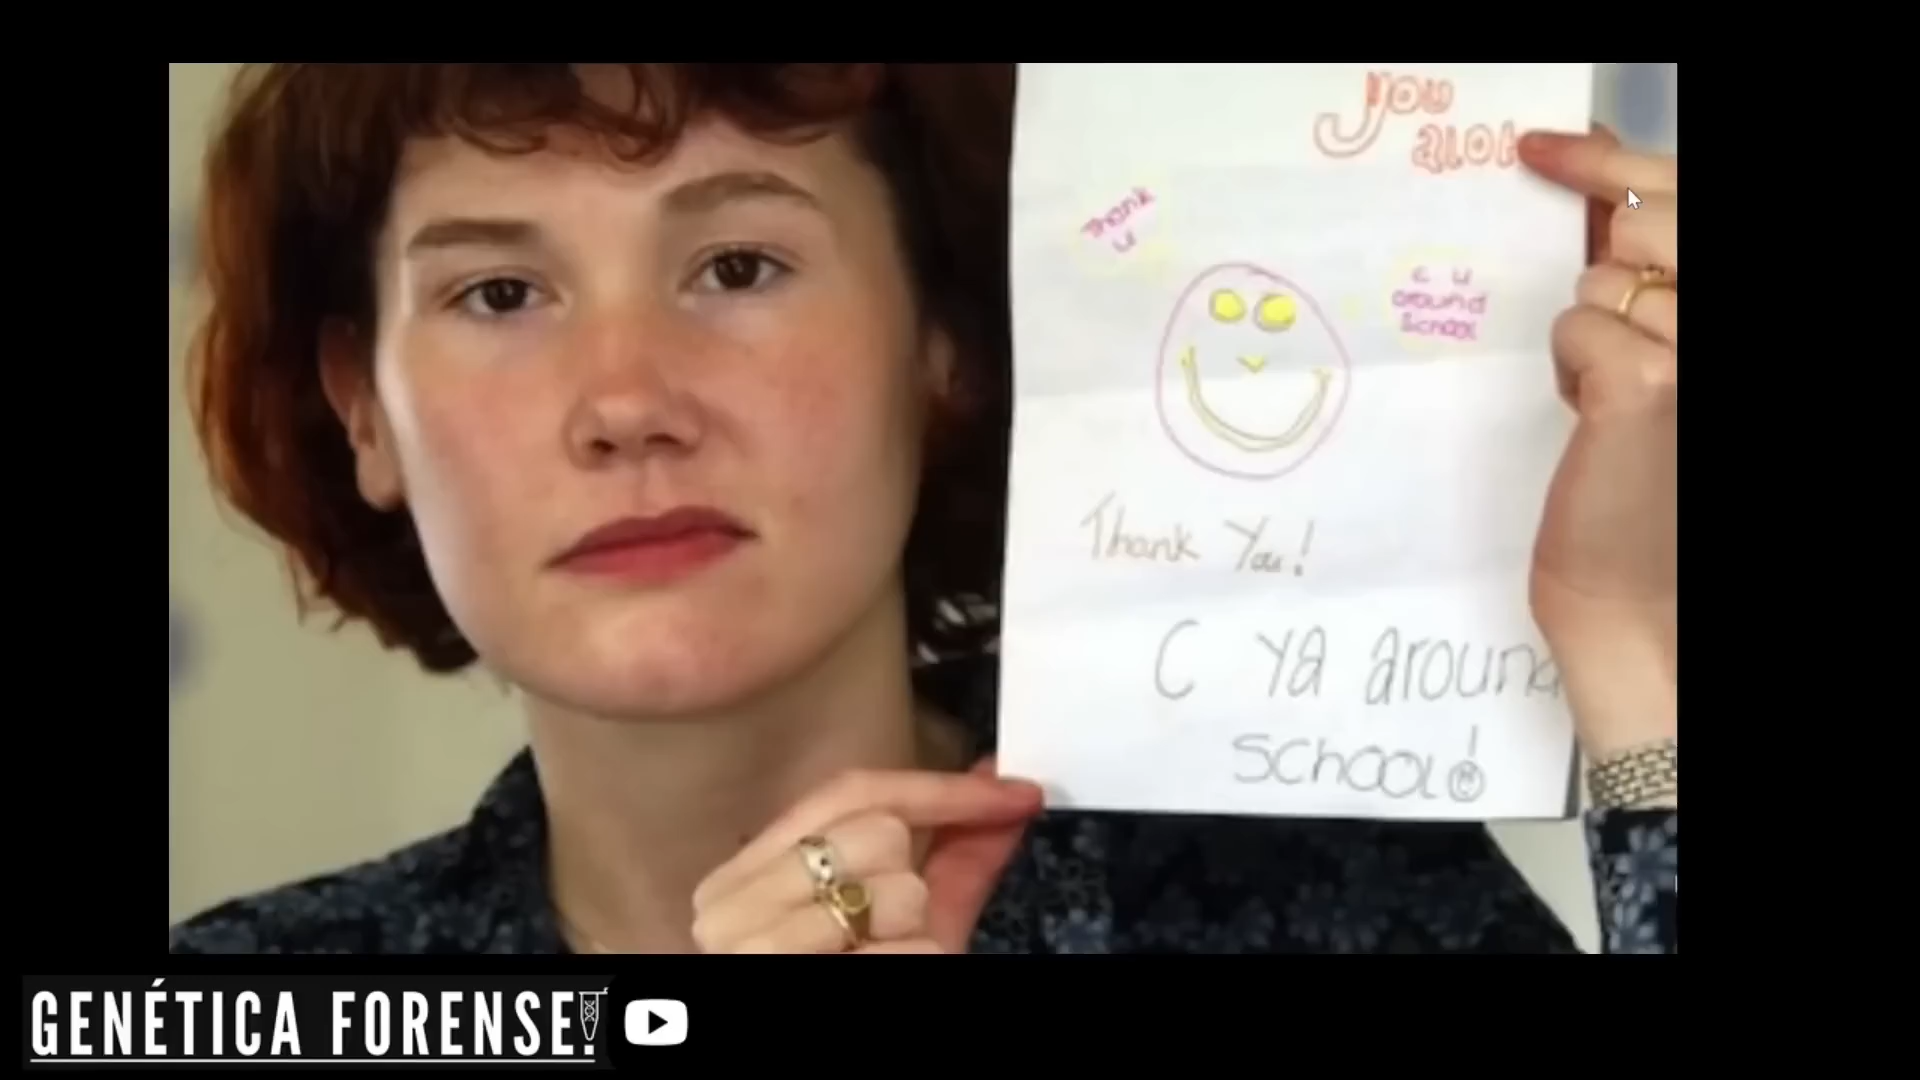 you
alot
Thank
u
c u
around
School
Thank You!
C ya around
SCHOOL!
GENÉTICA FORENSE!